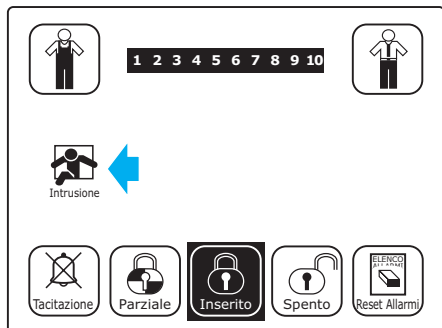 1 2 3 4 5 6 7 8 9 10
Intrusione
ELENCO
ALLARMI
Tacitazione
Parziale
Inserito
Spento
Reset Allarmi